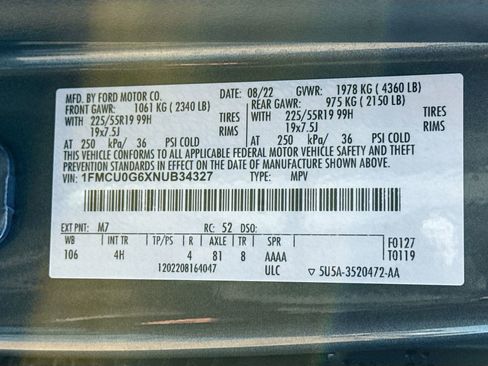 MFD. BY FORD MOTOR CO. 08/22 GVWR: 1978 KG ( 4360 LB)
FRONT GAWR: 1061 KG ( 2340 LB) REAR GAWR: 975 KG ( 2150 LB)
WITH 225/55R19 99H TIRES WITH 225/55R19 99H TIRES
19x7.5J RIMS 19x7.5J RIMS
AT 250 kPa/ 36 PSI COLD AT 250 kPa/ 36 PSI COLD
THIS VEHICLE CONFORMS TO ALL APPLICABLE FEDERAL MOTOR VEHICLE SAFETY AND THEFT PREVENTION STANDARDS IN EFFECT ON THE DATE OF MANUFACTURE SHOWN ABOVE.
VIN: 1FMCU0G6XNUB34327 TYPE: MPV
EXT PNT: M7 RC: 52 DSO: F0127
WB INT TR TP/PS R AXLE TR SPR T0119
106 4H 4 81 8 AAAA
1202208164047 ULC ▽ 5U5A-3520472-AA